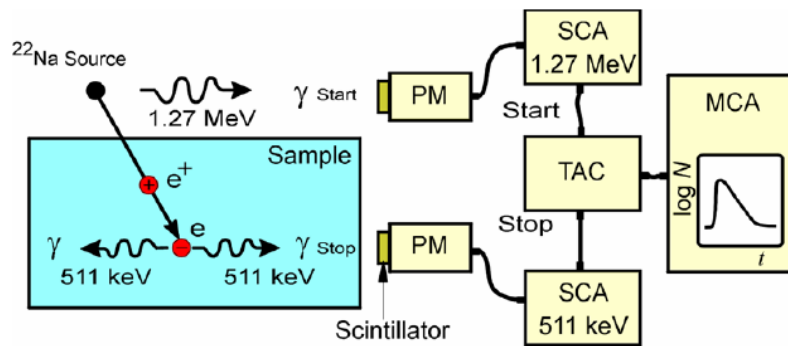 ²²Na Source
1.27 MeV
γ Start
PM
SCA
1.27 MeV
Start
Sample
+
e⁺
e
−
γ
511 keV
511 keV
γ Stop
PM
Scintillator
TAC
Stop
SCA
511 keV
MCA
log N
t